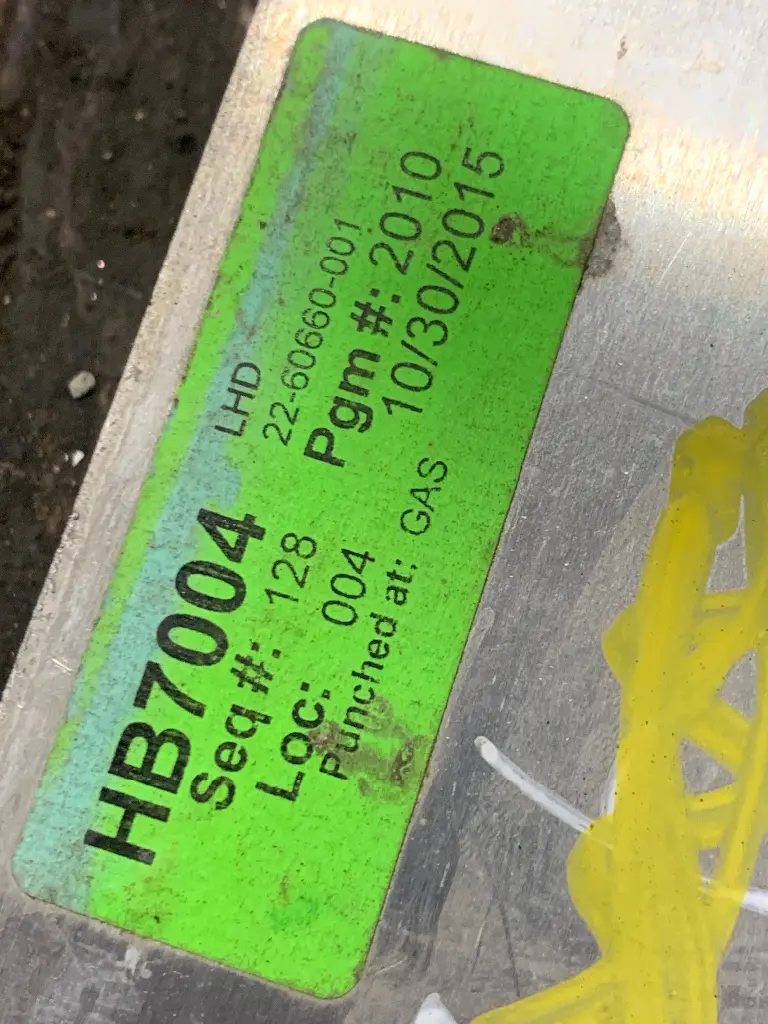 HB7004 LHD
Seq #: 128 22-60660-001
Loc: 004 Pgm #: 2010
Punched at: GAS 10/30/2015